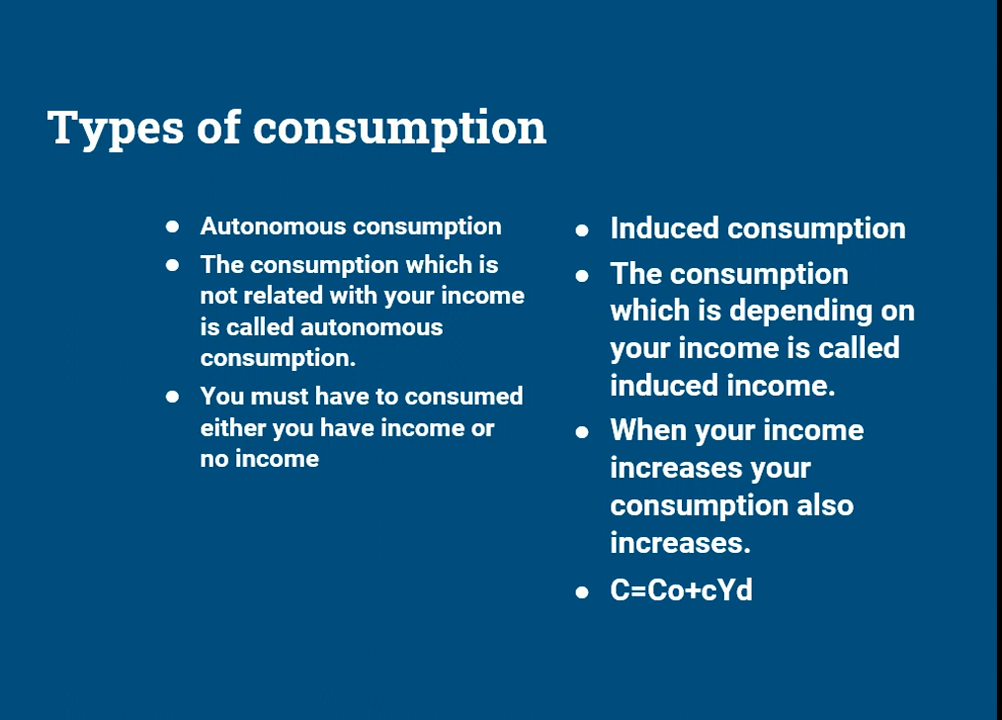 Types of consumption
● Autonomous consumption
● The consumption which is
not related with your income
is called autonomous
consumption.
● You must have to consumed
either you have income or
no income
● Induced consumption
● The consumption
which is depending on
your income is called
induced income.
● When your income
increases your
consumption also
increases.
● C=Co+cYd